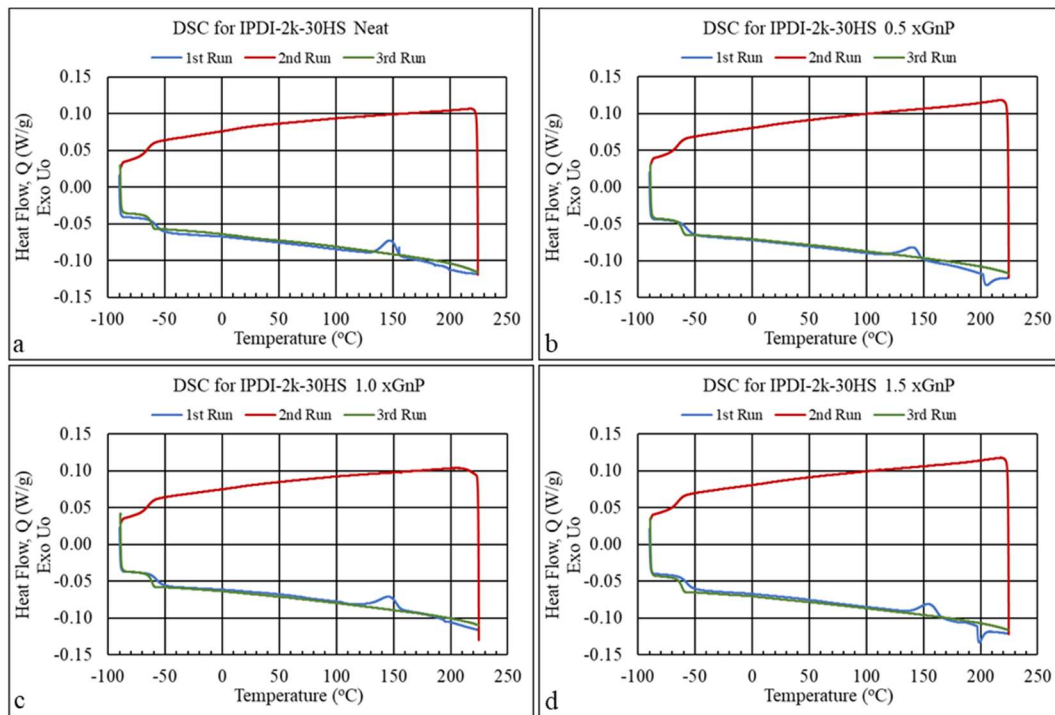 DSC for IPDI-2k-30HS Neat
1st Run 2nd Run 3rd Run
Heat Flow, Q (W/g)
Exo Uo
0.15
0.10
0.05
0.00
-0.05
-0.10
-0.15
-100 -50 0 50 100 150 200 250
Temperature (°C)
a
DSC for IPDI-2k-30HS 0.5 xGnP
1st Run 2nd Run 3rd Run
Heat Flow, Q (W/g)
Exo Uo
0.15
0.10
0.05
0.00
-0.05
-0.10
-0.15
-100 -50 0 50 100 150 200 250
Temperature (°C)
b
DSC for IPDI-2k-30HS 1.0 xGnP
1st Run 2nd Run 3rd Run
Heat Flow, Q (W/g)
Exo Uo
0.15
0.10
0.05
0.00
-0.05
-0.10
-0.15
-100 -50 0 50 100 150 200 250
Temperature (°C)
c
DSC for IPDI-2k-30HS 1.5 xGnP
1st Run 2nd Run 3rd Run
Heat Flow, Q (W/g)
Exo Uo
0.15
0.10
0.05
0.00
-0.05
-0.10
-0.15
-100 -50 0 50 100 150 200 250
Temperature (°C)
d